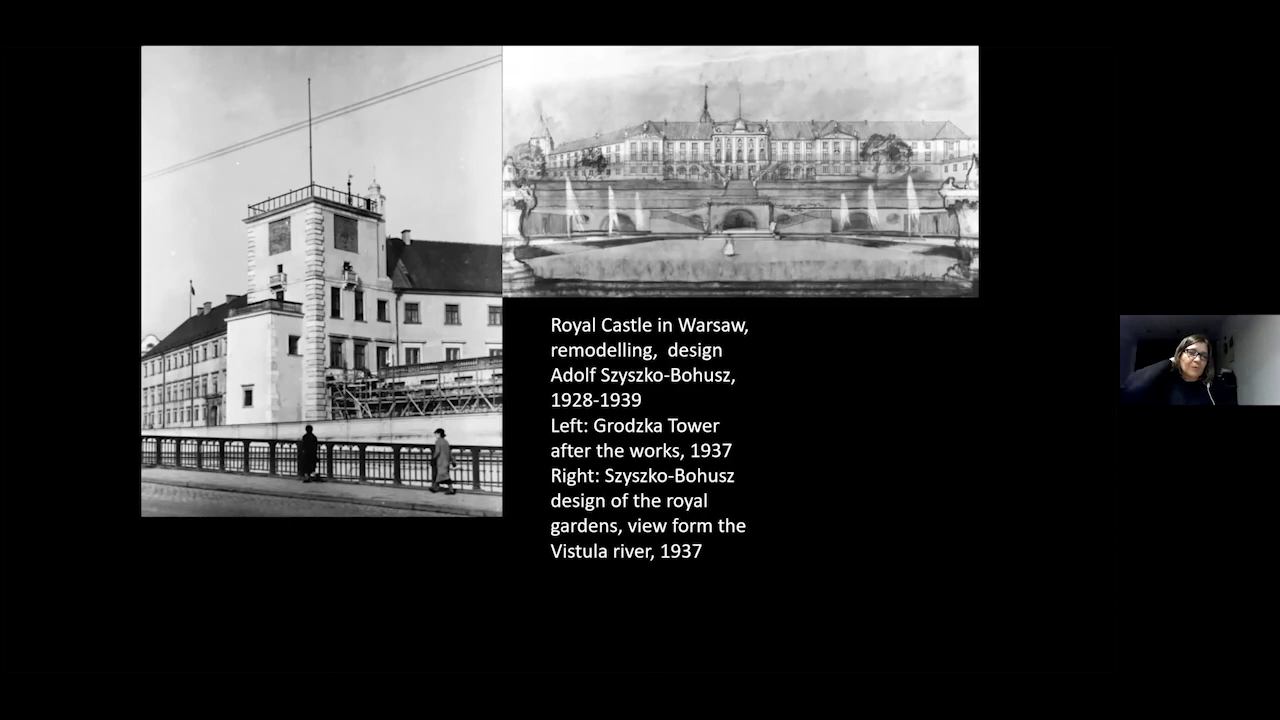 Royal Castle in Warsaw,
remodelling, design
Adolf Szyszko-Bohusz,
1928-1939
Left: Grodzka Tower
after the works, 1937
Right: Szyszko-Bohusz
design of the royal
gardens, view form the
Vistula river, 1937